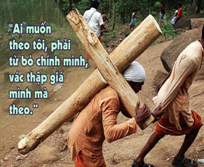 "Ai muốn
theo tôi, phải
từ bỏ chính mình,
vác thập giá
mình mà
theo."